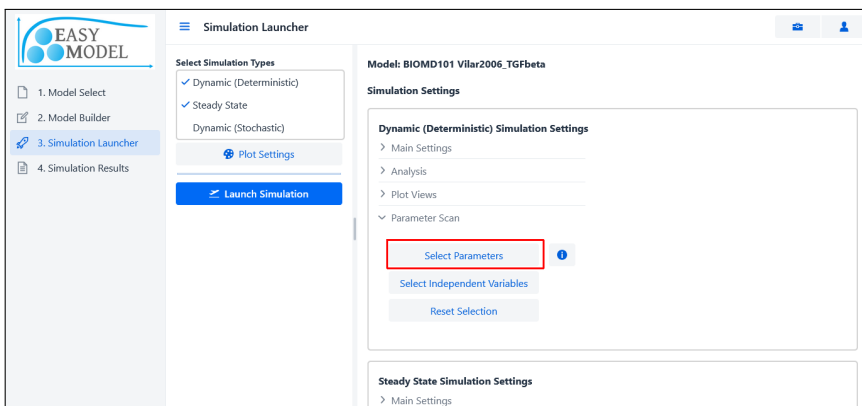 EASY
MODEL
1. Model Select
2. Model Builder
3. Simulation Launcher
4. Simulation Results
Simulation Launcher
Select Simulation Types
Dynamic (Deterministic)
Steady State
Dynamic (Stochastic)
Plot Settings
Launch Simulation
Model: BIOMD101 Vilar2006_TGFbeta
Simulation Settings
Dynamic (Deterministic) Simulation Settings
Main Settings
Analysis
Plot Views
Parameter Scan
Select Parameters
Select Independent Variables
Reset Selection
Steady State Simulation Settings
Main Settings